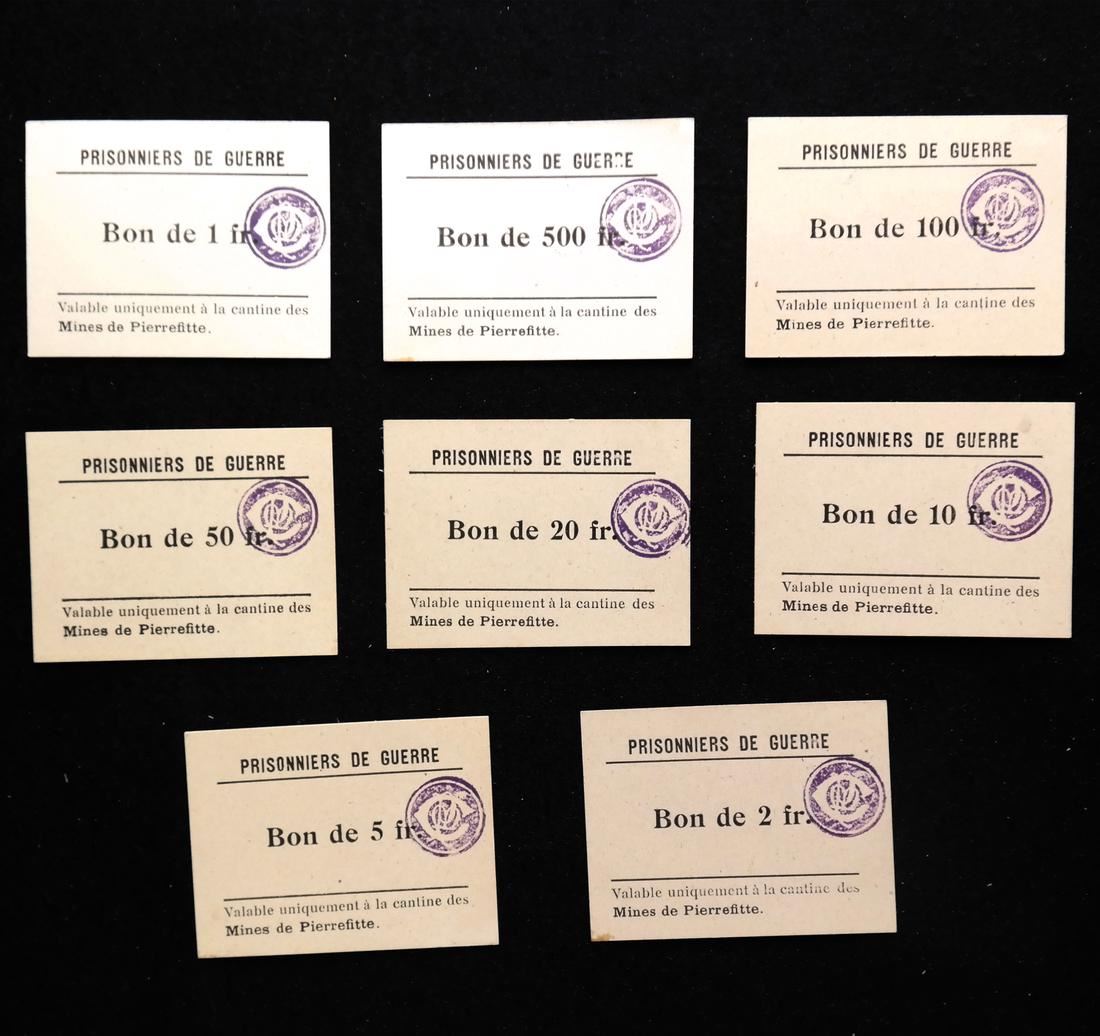 PRISONNIERS DE GUERRE
Bon de 1 fr.
Valable uniquement à la cantine des
Mines de Pierrefitte.
PRISONNIERS DE GUERRE
Bon de 500 fr.
Valable uniquement à la cantine des
Mines de Pierrefitte.
PRISONNIERS DE GUERRE
Bon de 100 fr.
Valable uniquement à la cantine des
Mines de Pierrefitte.
PRISONNIERS DE GUERRE
Bon de 50 fr.
Valable uniquement à la cantine des
Mines de Pierrefitte.
PRISONNIERS DE GUERRE
Bon de 20 fr.
Valable uniquement à la cantine des
Mines de Pierrefitte.
PRISONNIERS DE GUERRE
Bon de 10 fr.
Valable uniquement à la cantine des
Mines de Pierrefitte.
PRISONNIERS DE GUERRE
Bon de 5 fr.
Valable uniquement à la cantine des
Mines de Pierrefitte.
PRISONNIERS DE GUERRE
Bon de 2 fr.
Valable uniquement à la cantine des
Mines de Pierrefitte.